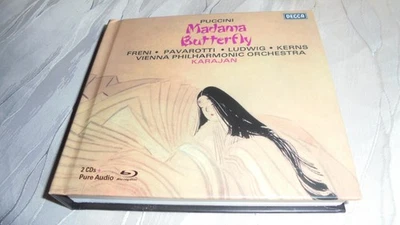 PUCCINI
DECCA
Madama
Butterfly
FRENI • PAVAROTTI • LUDWIG • KERNS
VIENNA PHILHARMONIC ORCHESTRA
KARAJAN
2 CDs
Pure Audio